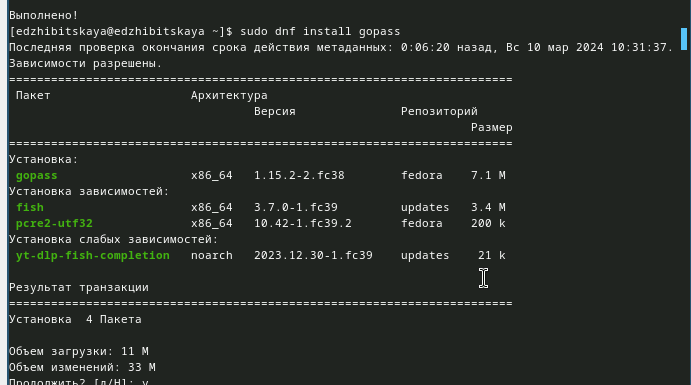 Выполнено!
[edzhibitskaya@edzhibitskaya ~]$ sudo dnf install gopass
Последняя проверка окончания срока действия метаданных: 0:06:20 назад, Вс 10 мар 2024 10:31:37.
Зависимости разрешены.
================================================================
Пакет Архитектура
Версия Репозиторий
Размер
================================================================
Установка:
gopass x86_64 1.15.2-2.fc38 fedora 7.1 M
Установка зависимостей:
fish x86_64 3.7.0-1.fc39 updates 3.4 M
pcre2-utf32 x86_64 10.42-1.fc39.2 fedora 200 k
Установка слабых зависимостей:
yt-dlp-fish-completion noarch 2023.12.30-1.fc39 updates 21 k
Результат транзакции
================================================================
Установка 4 Пакета
Объем загрузки: 11 M
Объем изменений: 33 M
Продолжить? [д/Н]: y